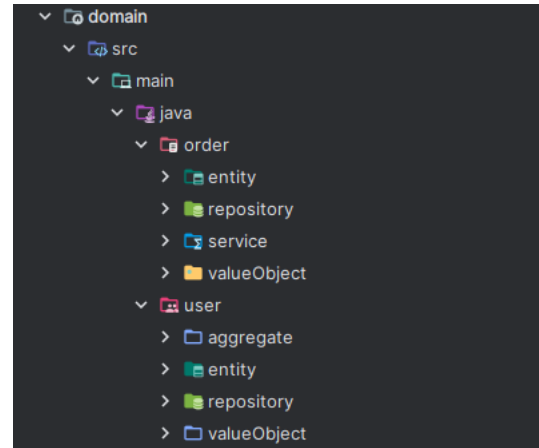 domain
src
main
java
order
entity
repository
service
valueObject
user
aggregate
entity
repository
valueObject